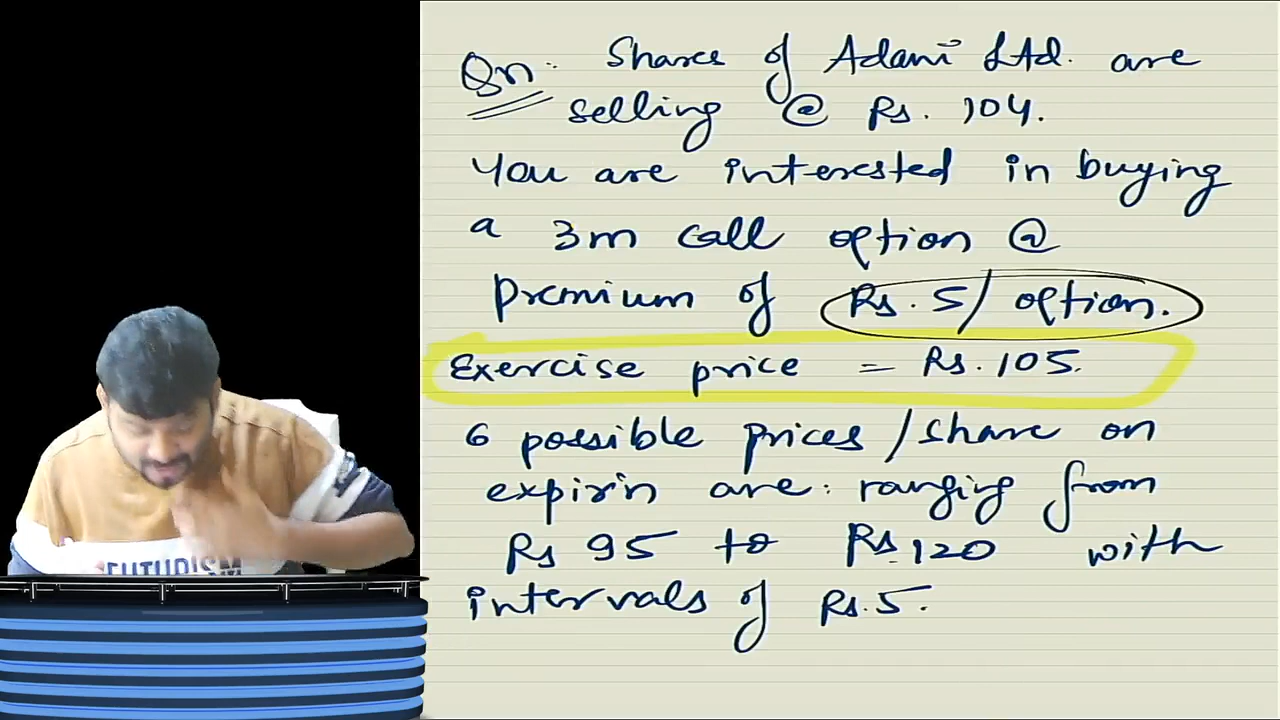 Qn: Shares of Adani Ltd. are
selling @ Rs. 104.
You are interested in buying
a 3m call option @
premium of Rs. 5/ option.
Exercise price = Rs. 105.
6 possible prices /share on
expirin are: ranging from
Rs 95 to Rs. 120 with
intervals of Rs. 5.
FUTURISM